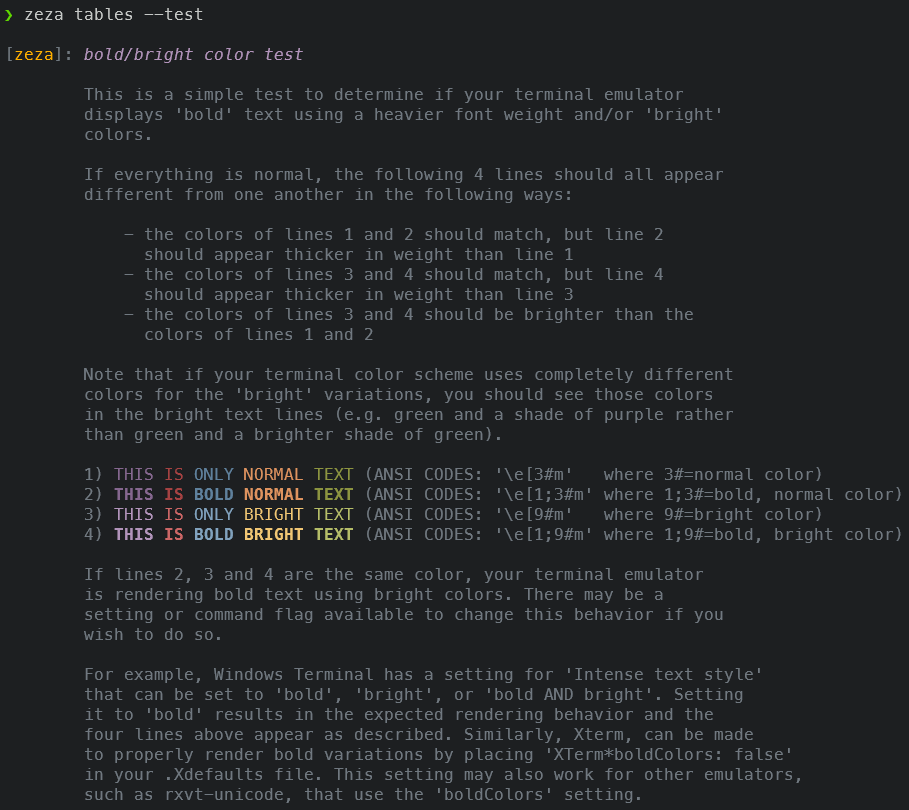 ❯ zeza tables --test
[zeza]: bold/bright color test
This is a simple test to determine if your terminal emulator
displays 'bold' text using a heavier font weight and/or 'bright'
colors.
If everything is normal, the following 4 lines should all appear
different from one another in the following ways:
– the colors of lines 1 and 2 should match, but line 2
should appear thicker in weight than line 1
– the colors of lines 3 and 4 should match, but line 4
should appear thicker in weight than line 3
– the colors of lines 3 and 4 should be brighter than the
colors of lines 1 and 2
Note that if your terminal color scheme uses completely different
colors for the 'bright' variations, you should see those colors
in the bright text lines (e.g. green and a shade of purple rather
than green and a brighter shade of green).
1) THIS IS ONLY NORMAL TEXT (ANSI CODES: '\e[3#m'   where 3#=normal color)
2) THIS IS BOLD NORMAL TEXT (ANSI CODES: '\e[1;3#m' where 1;3#=bold, normal color)
3) THIS IS ONLY BRIGHT TEXT (ANSI CODES: '\e[9#m'   where 9#=bright color)
4) THIS IS BOLD BRIGHT TEXT (ANSI CODES: '\e[1;9#m' where 1;9#=bold, bright color)
If lines 2, 3 and 4 are the same color, your terminal emulator
is rendering bold text using bright colors. There may be a
setting or command flag available to change this behavior if you
wish to do so.
For example, Windows Terminal has a setting for 'Intense text style'
that can be set to 'bold', 'bright', or 'bold AND bright'. Setting
it to 'bold' results in the expected rendering behavior and the
four lines above appear as described. Similarly, Xterm, can be made
to properly render bold variations by placing 'XTerm*boldColors: false'
in your .Xdefaults file. This setting may also work for other emulators,
such as rxvt-unicode, that use the 'boldColors' setting.